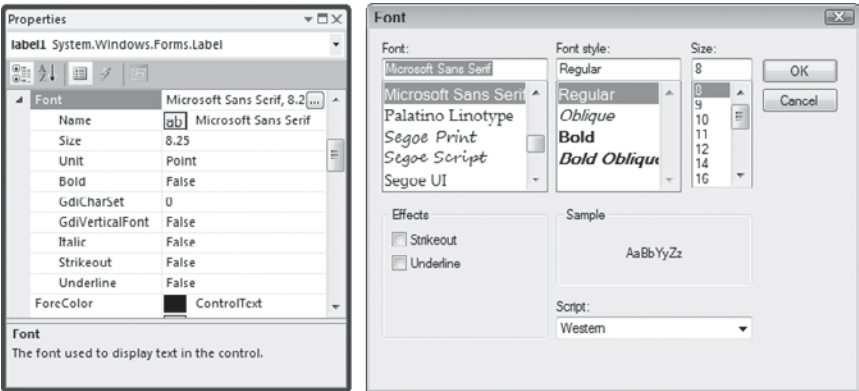 Properties
label1 System.Windows.Forms.Label
Font Microsoft Sans Serif, 8.2 ...
Name ab Microsoft Sans Serif
Size 8.25
Unit Point
Bold False
GdiCharSet 0
GdiVerticalFont False
Italic False
Strikeout False
Underline False
ForeColor ControlText
Font
The font used to display text in the control.
Font
Font:
Microsoft Sans Serif
Microsoft Sans Serif
Palatino Linotype
Segoe Print
Segoe Script
Segoe UI
Font style:
Regular
Regular
Oblique
Bold
Bold Oblique
Size:
8
8
9
10
11
12
14
16
OK
Cancel
Effects
Strikeout
Underline
Sample
AaBbYyZz
Script:
Western